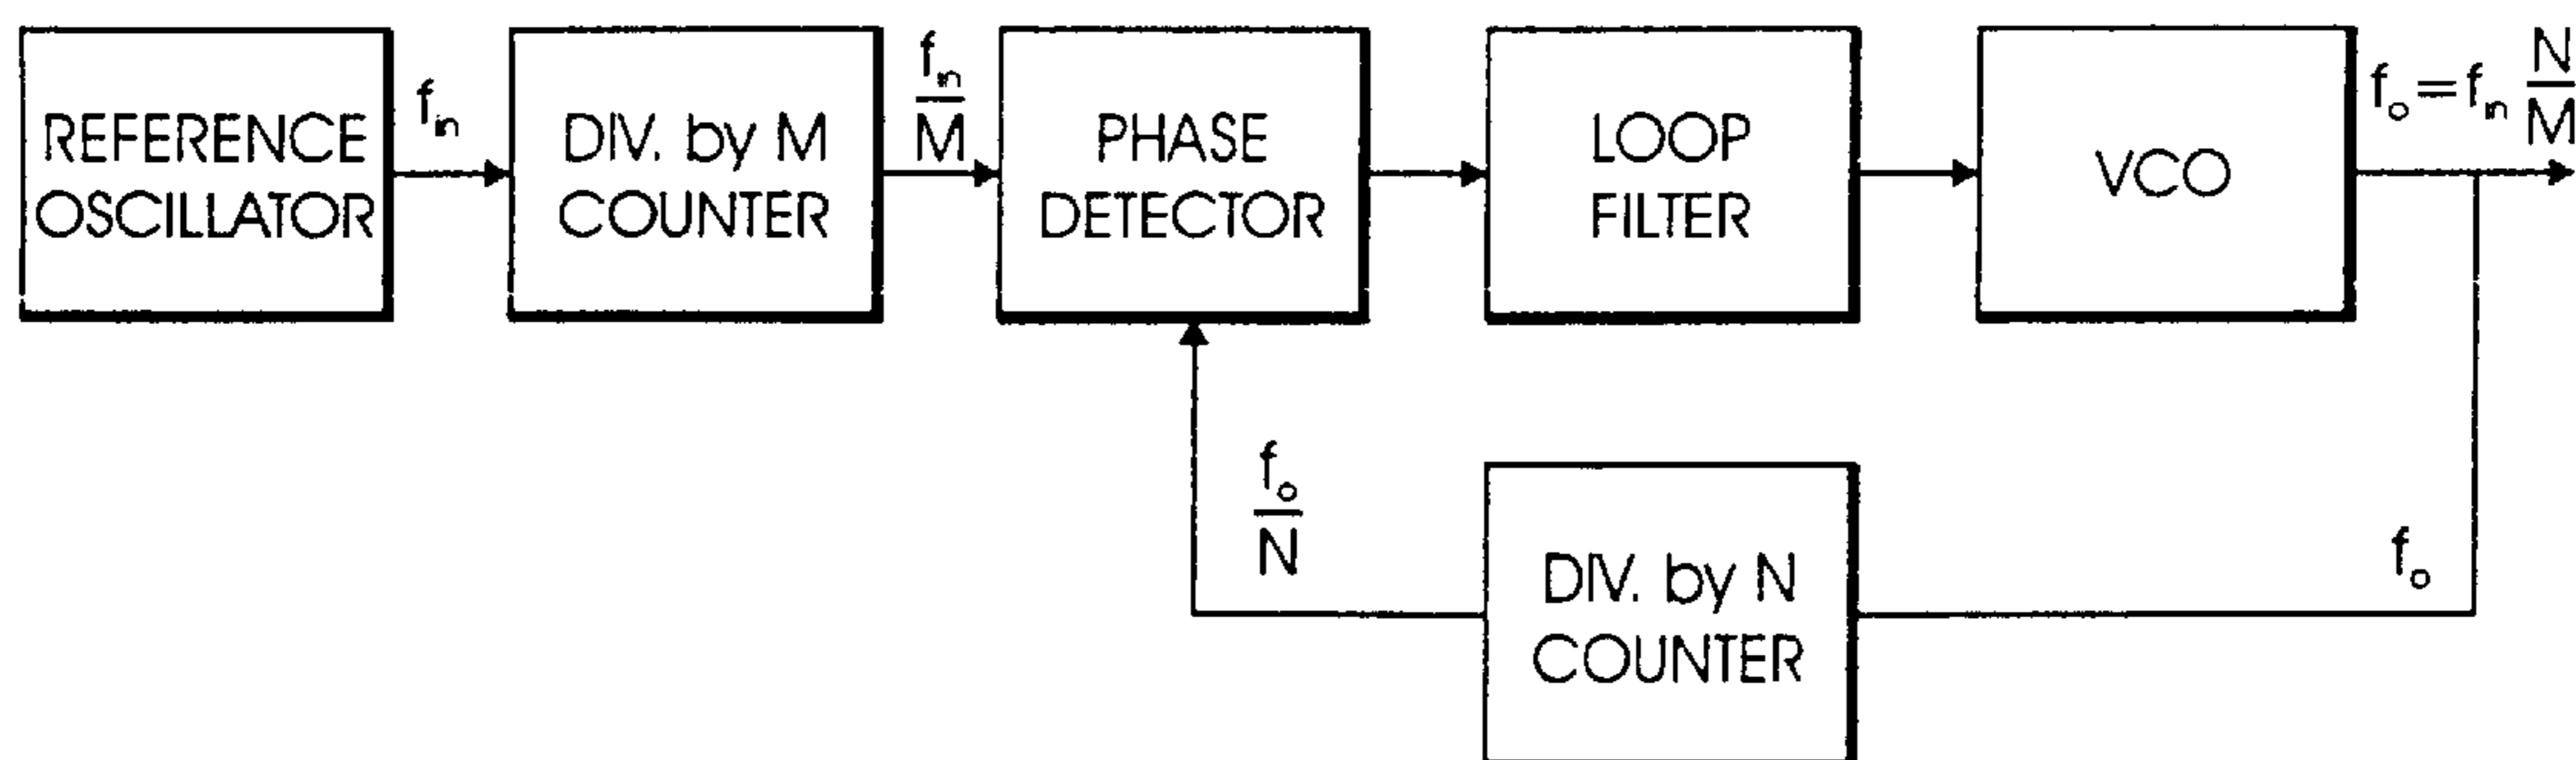 REFERENCE
OSCILLATOR
f_in
DIV. by M
COUNTER
f_in
M
PHASE
DETECTOR
LOOP
FILTER
VCO
f_o = f_in N/M
f_o
N
DIV. by N
COUNTER
f_o